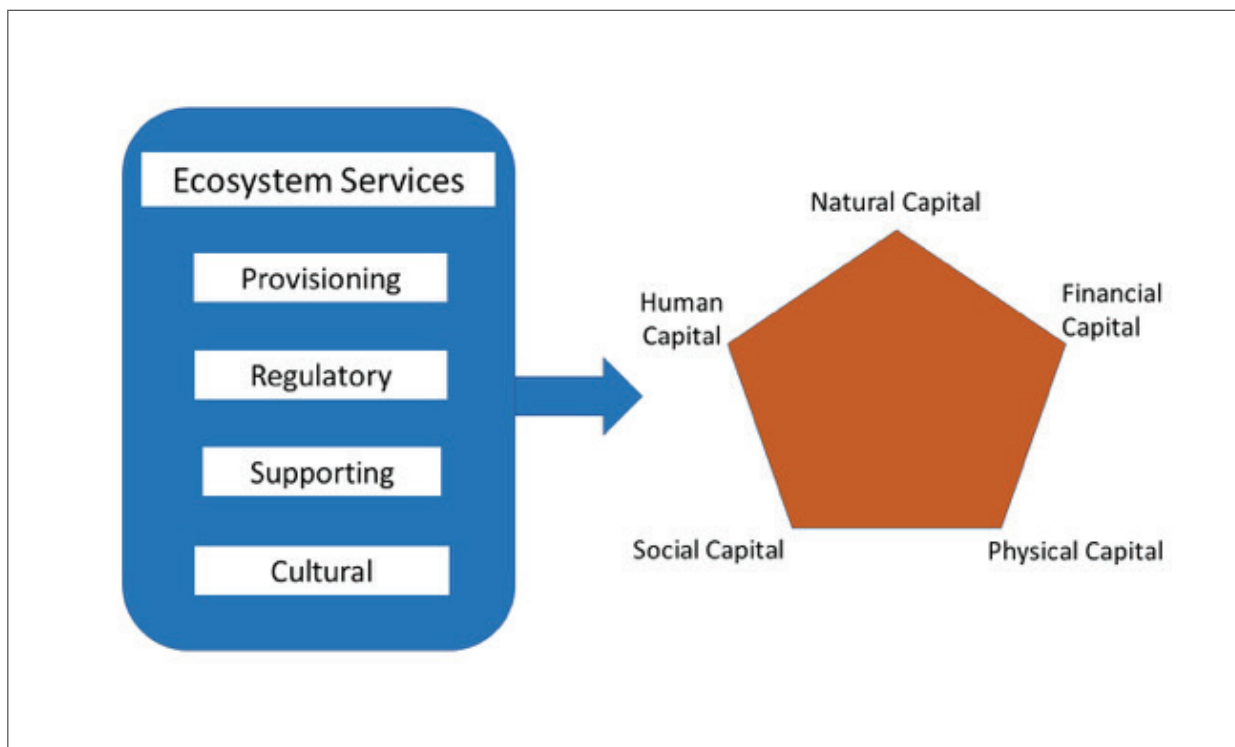 Ecosystem Services
Provisioning
Regulatory
Supporting
Cultural
Natural Capital
Human
Capital
Financial
Capital
Social Capital
Physical Capital